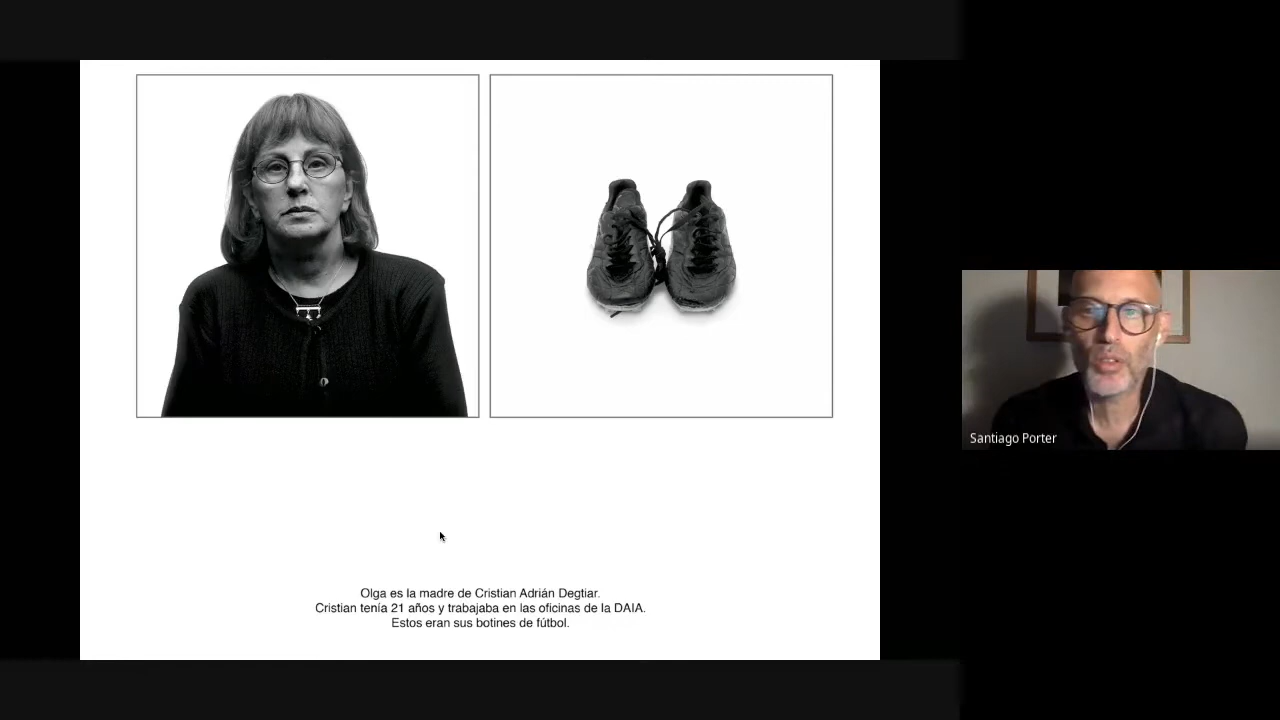 Olga es la madre de Cristian Adrián Degtiar.
Cristian tenía 21 años y trabajaba en las oficinas de la DAIA.
Estos eran sus botines de fútbol.
Santiago Porter